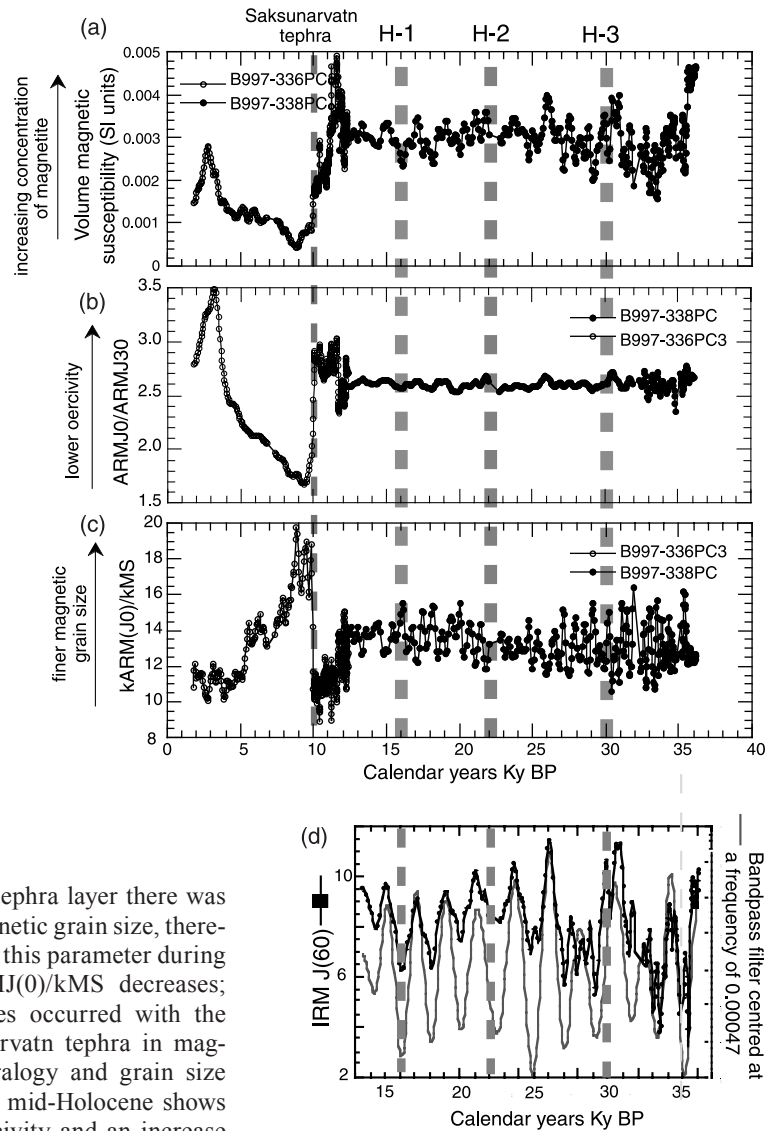 Saksunarvatn
tephra
H-1 H-2 H-3
(a)
0.005
0.004
0.003
0.002
0.001
0
increasing concentration
of magnetite
Volume magnetic
susceptibility (SI units)
B997-336PC
B997-338PC
(b)
3.5
3.0
2.5
2.0
1.5
lower oercivity
ARMJ0/ARMJ30
B997-338PC
B997-336PC3
(c)
20
18
16
14
12
10
8
finer magnetic
grain size
kARM(J0)/kMS
B997-336PC3
B997-338PC
0 5 10 15 20 25 30 35 40
Calendar years Ky BP
(d)
10
6
2
IRM J(60)
Bandpass filter centred at
a frequency of 0.00047
15 20 25 30 35
Calendar years Ky BP
ephra layer there was
netic grain size, there-
this parameter during
MJ(0)/kMS decreases;
es occurred with the
rvatn tephra in mag-
ralogy and grain size
mid-Holocene shows
civity and an increase